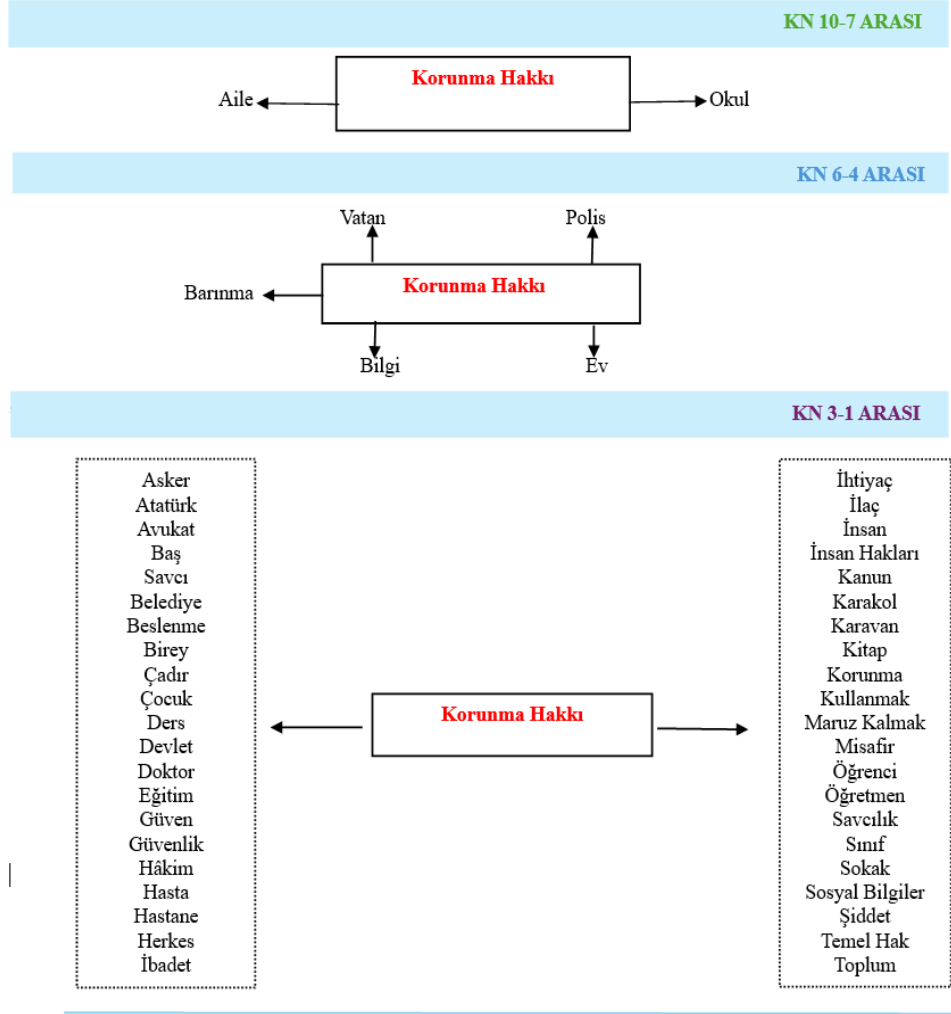 KN 10-7 ARASI
Korunma Hakkı
Aile
Okul
KN 6-4 ARASI
Vatan
Polis
Korunma Hakkı
Barınma
Bilgi
Ev
KN 3-1 ARASI
Asker
Atatürk
Avukat
Baş
Savcı
Belediye
Beslenme
Birey
Çadır
Çocuk
Ders
Devlet
Doktor
Eğitim
Güven
Güvenlik
Hâkim
Hasta
Hastane
Herkes
İbadet
Korunma Hakkı
İhtiyaç
İlaç
İnsan
İnsan Hakları
Kanun
Karakol
Karavan
Kitap
Korunma
Kullanmak
Maruz Kalmak
Misafir
Öğrenci
Öğretmen
Savcılık
Sınıf
Sokak
Sosyal Bilgiler
Şiddet
Temel Hak
Toplum